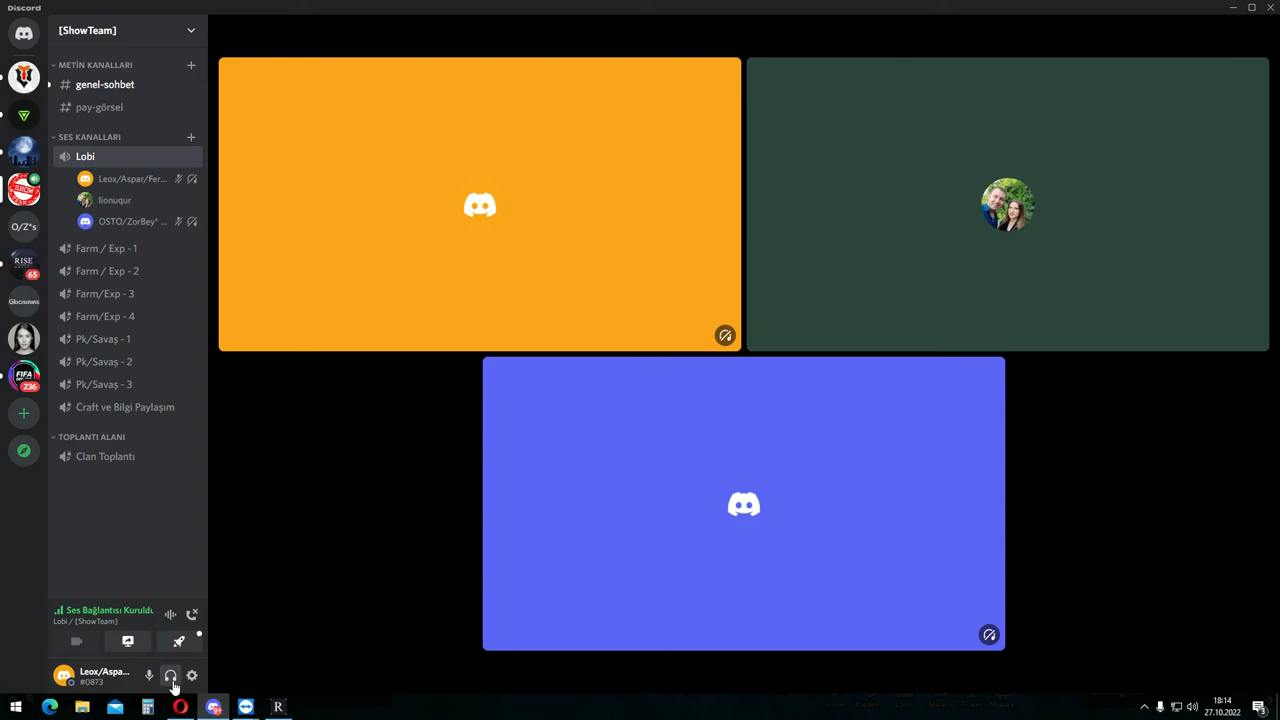 Discord
[ShowTeam]
METİN KANALLARI
genel-sohbet
pay-görsel
SES KANALLARI
Lobi
Leox/Aspar/Fer...
lionuqur
OSTO/ZorBey* ...
Farm / Exp - 1
Farm / Exp - 2
Farm/Exp - 3
Farm/Exp - 4
Pk/Savaş - 1
Pk/Savaş - 2
Pk/Savaş - 3
Craft ve Bilgi Paylaşım
TOPLANTI ALANI
Clan Toplantı
O/Z*s
RISE
65
FIFA
236
Ses Bağlantısı Kuruldu
Lobi / [ShowTeam]
Leox/Aspa...
#0873
R
18:14
27.10.2022